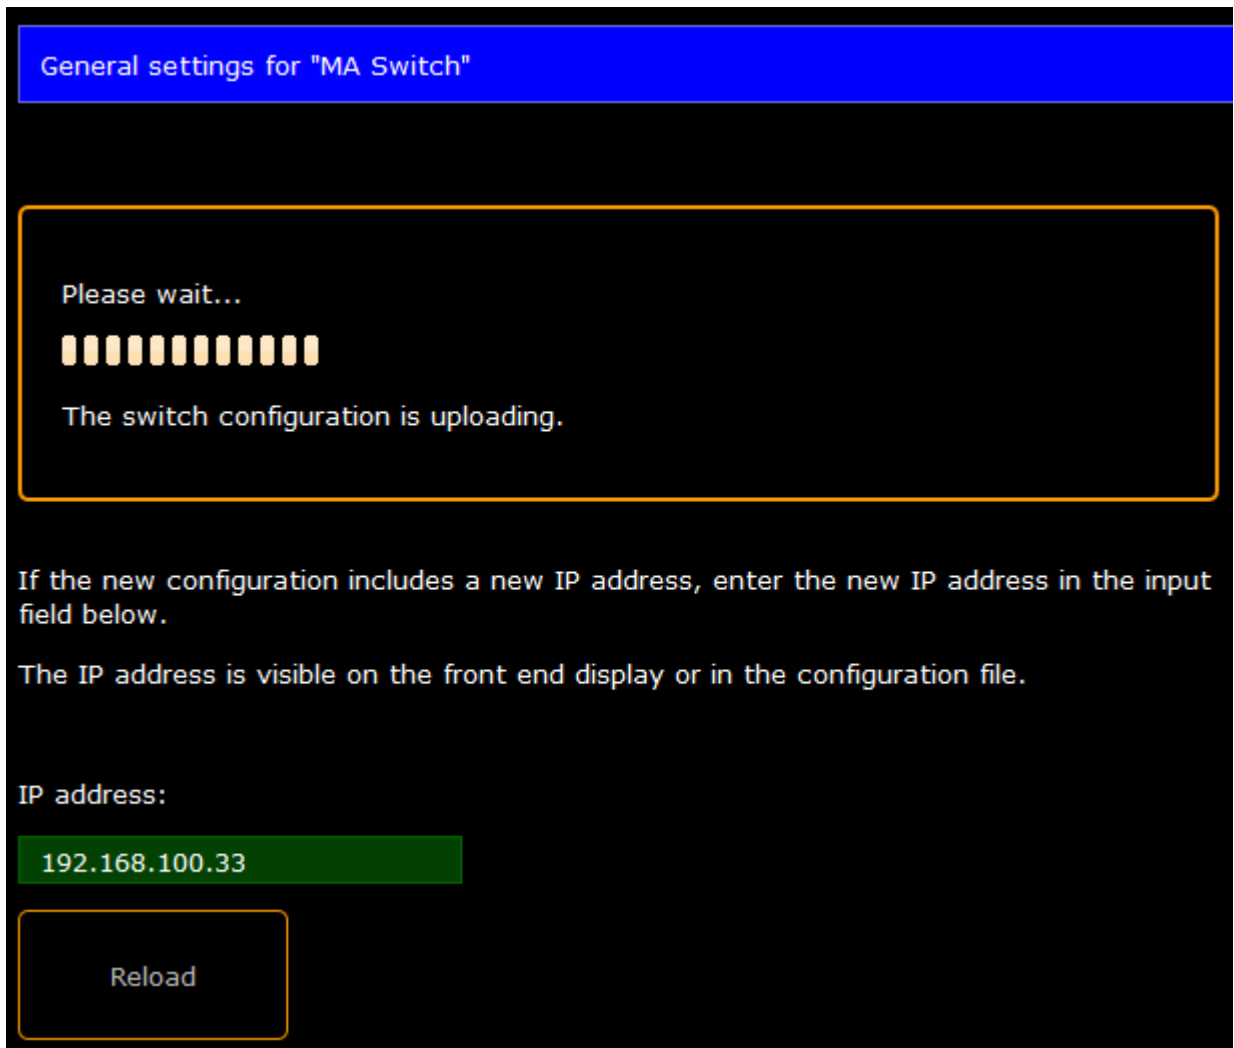 General settings for "MA Switch"
Please wait...
The switch configuration is uploading.
If the new configuration includes a new IP address, enter the new IP address in the input
field below.
The IP address is visible on the front end display or in the configuration file.
IP address:
192.168.100.33
Reload